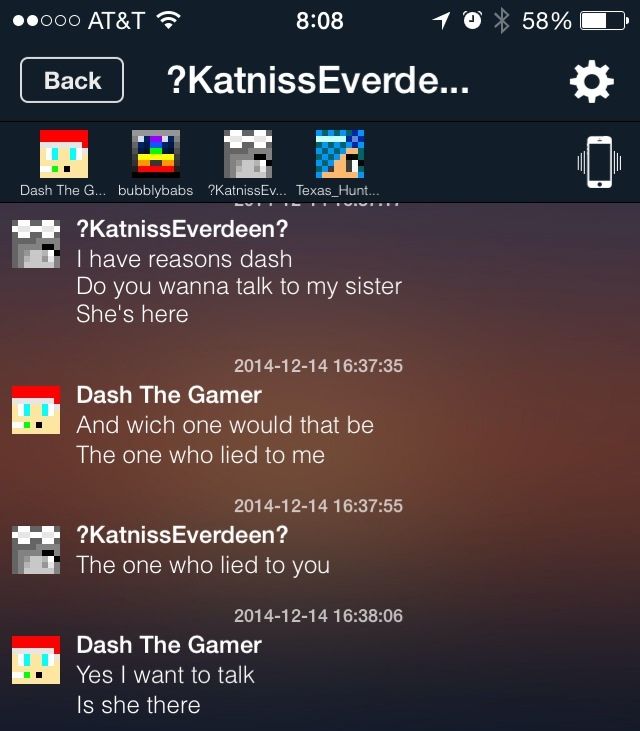 AT&T 8:08 58%
Back ?KatnissEverde...
Dash The G... bubblybabs ?KatnissEv... Texas_Hunt...
?KatnissEverdeen?
I have reasons dash
Do you wanna talk to my sister
She's here
2014-12-14 16:37:35
Dash The Gamer
And wich one would that be
The one who lied to me
2014-12-14 16:37:55
?KatnissEverdeen?
The one who lied to you
2014-12-14 16:38:06
Dash The Gamer
Yes I want to talk
Is she there